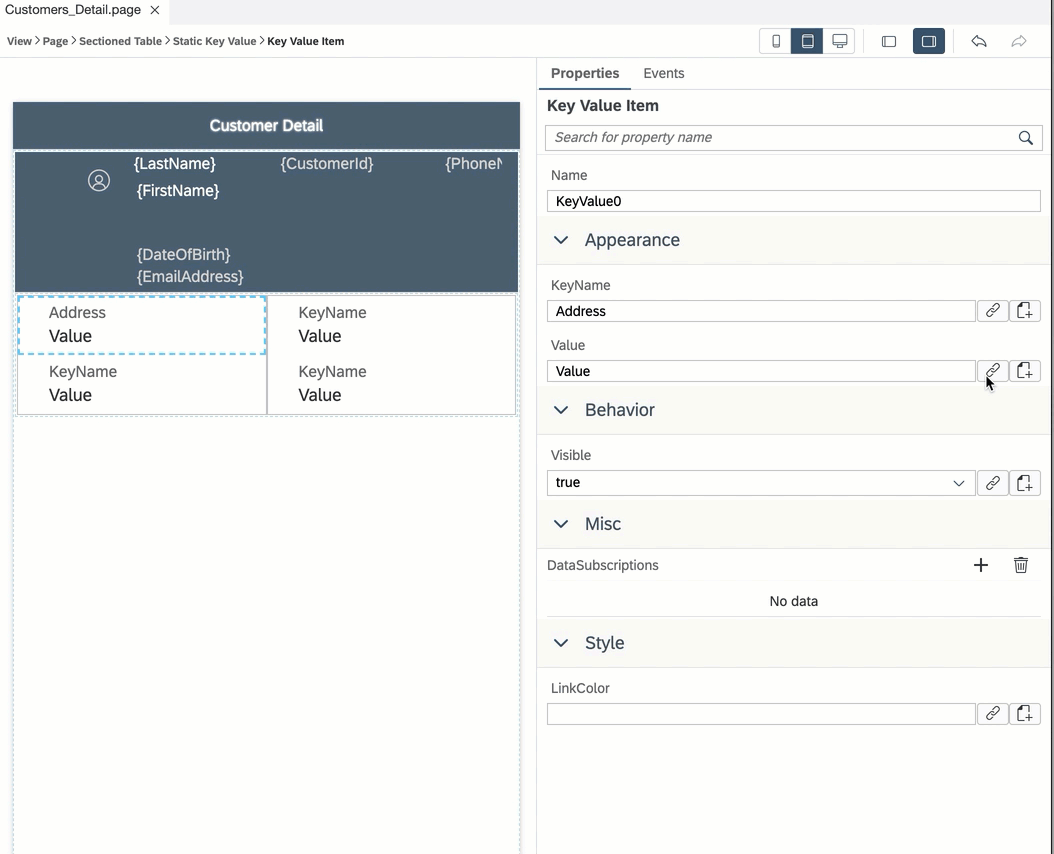 Customers_Detail.page
View > Page > Sectioned Table > Static Key Value > Key Value Item
Customer Detail
{LastName} {CustomerId} {PhoneN
{FirstName}
{DateOfBirth}
{EmailAddress}
Address KeyName
Value Value
KeyName KeyName
Value Value
Properties Events
Key Value Item
Search for property name
Name
KeyValue0
Appearance
KeyName
Address
Value
Value
Behavior
Visible
true
Misc
DataSubscriptions
No data
Style
LinkColor